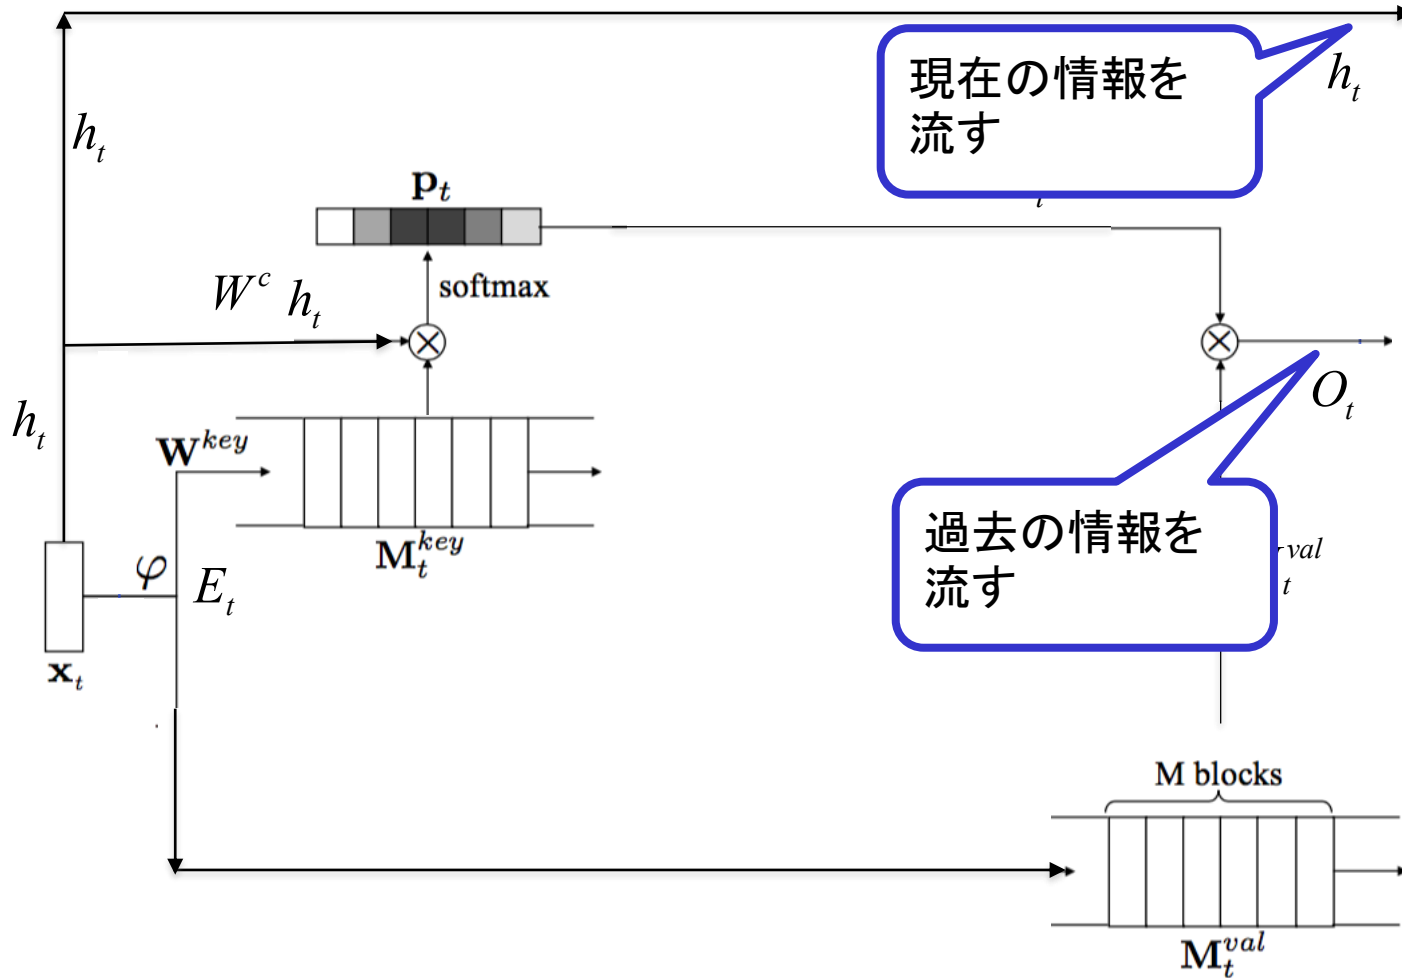 現在の情報を
流す
h_t
h_t
p_t
softmax
W^c h_t
O_t
h_t
W^{key}
過去の情報を
流す
M_t^{key}
φ
E_t
x_t
M blocks
M_t^{val}